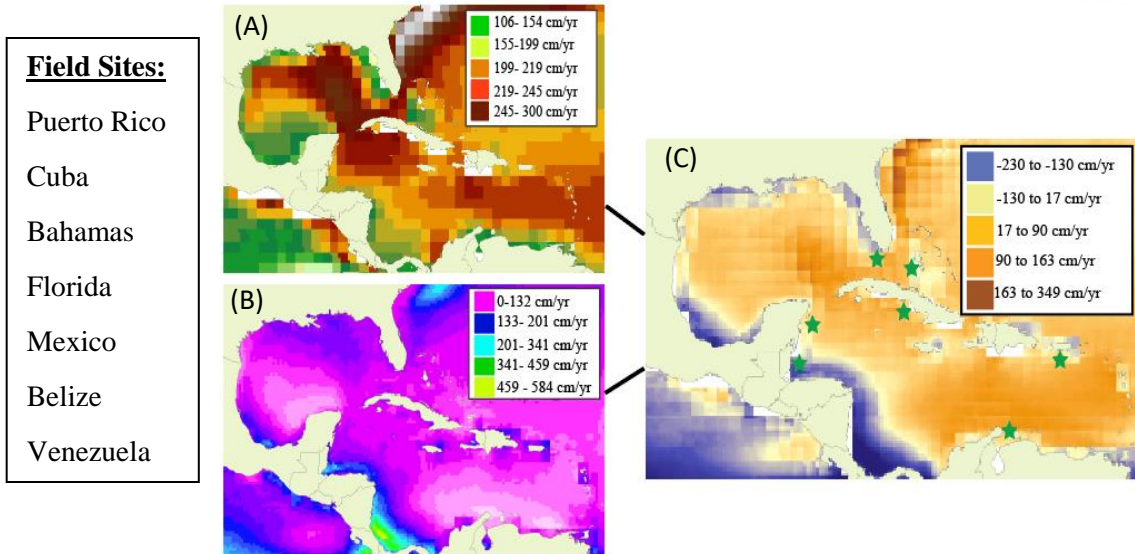 Field Sites:
Puerto Rico
Cuba
Bahamas
Florida
Mexico
Belize
Venezuela
(A)
106- 154 cm/yr
155-199 cm/yr
199- 219 cm/yr
219- 245 cm/yr
245- 300 cm/yr
(B)
0-132 cm/yr
133- 201 cm/yr
201- 341 cm/yr
341- 459 cm/yr
459 - 584 cm/yr
(C)
-230 to -130 cm/yr
-130 to 17 cm/yr
17 to 90 cm/yr
90 to 163 cm/yr
163 to 349 cm/yr